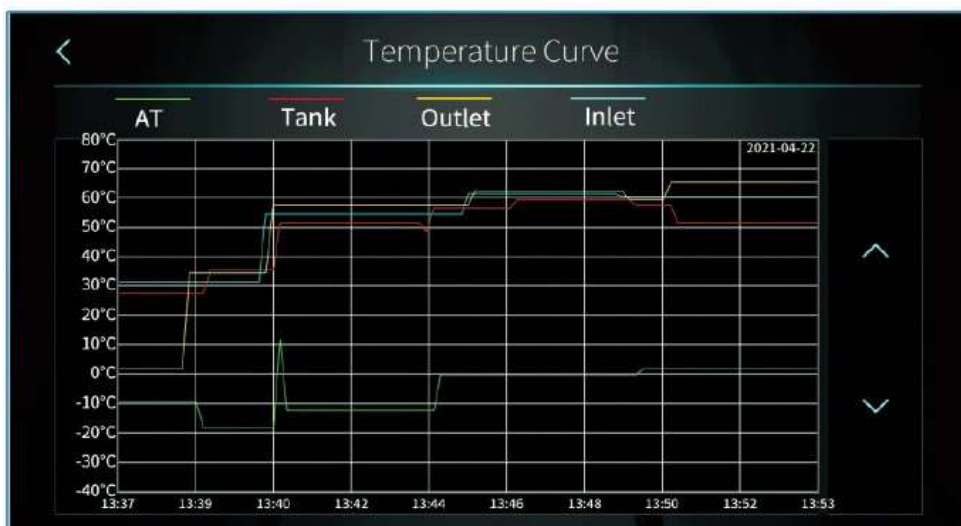 Temperature Curve
AT Tank Outlet Inlet
2021-04-22
80°C
70°C
60°C
50°C
40°C
30°C
20°C
10°C
0°C
-10°C
-20°C
-30°C
-40°C
13:37 13:39 13:40 13:42 13:44 13:46 13:48 13:50 13:52 13:53